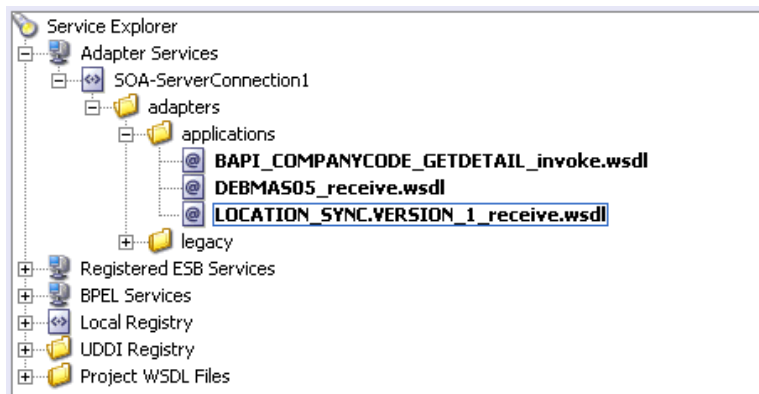 Service Explorer
Adapter Services
SOA-ServerConnection1
adapters
applications
BAPI_COMPANYCODE_GETDETAIL_invoke.wsdl
DEBMAS05_receive.wsdl
LOCATION_SYNC.VERSION_1_receive.wsdl
legacy
Registered ESB Services
BPEL Services
Local Registry
UDDI Registry
Project WSDL Files